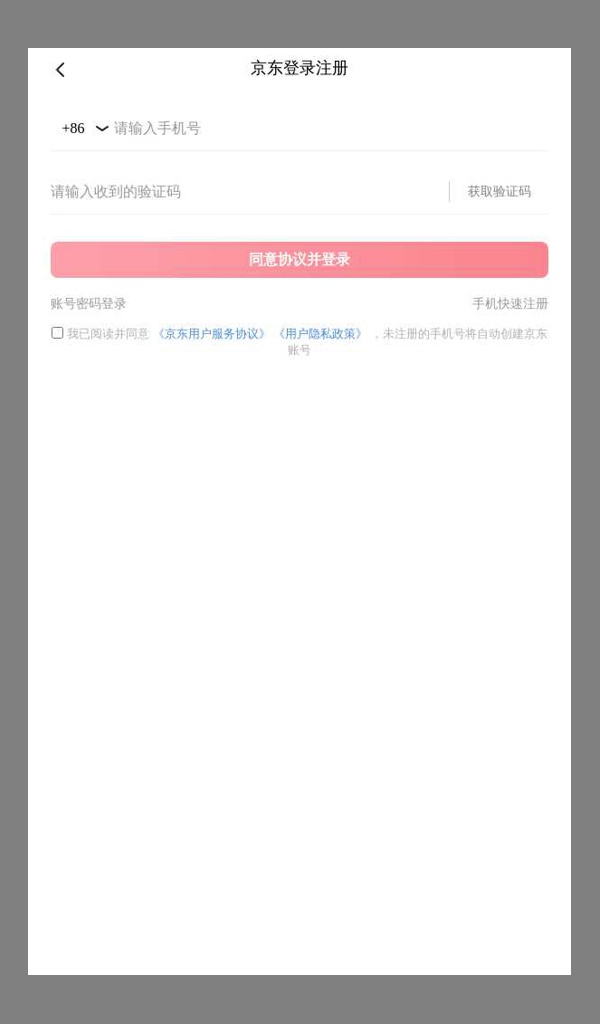 京东登录注册
+86 请输入手机号
请输入收到的验证码 获取验证码
同意协议并登录
账号密码登录 手机快速注册
我已阅读并同意 《京东用户服务协议》 《用户隐私政策》 ，未注册的手机号将自动创建京东
账号